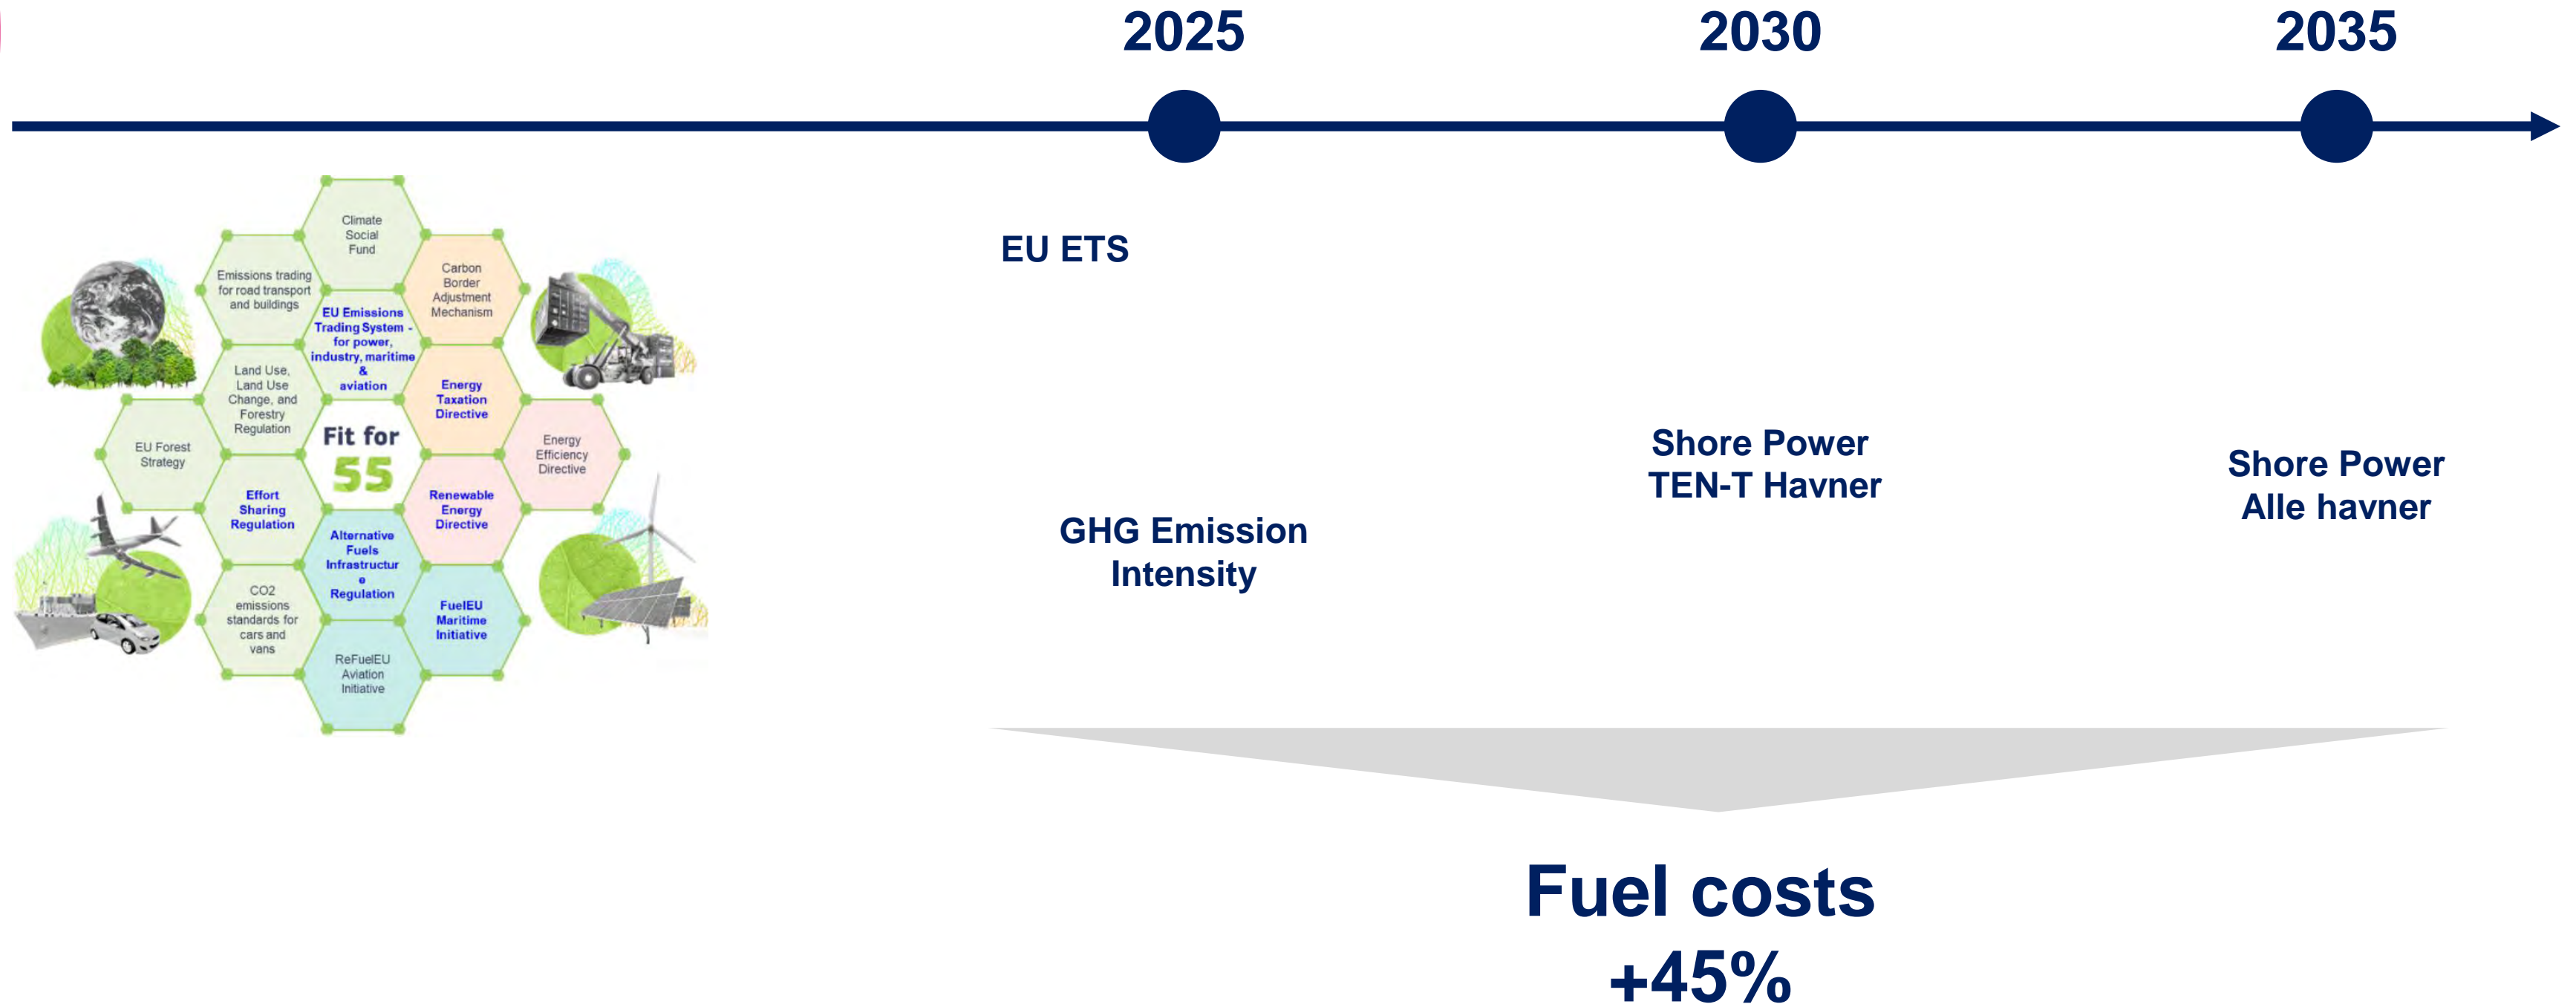 2025
2030
2035
Climate
Social
Fund
Emissions trading
for road transport
and buildings
Carbon
Border
Adjustment
Mechanism
EU Emissions
Trading System -
for power,
industry, maritime
&
aviation
Land Use,
Land Use
Change, and
Forestry
Regulation
Energy
Taxation
Directive
EU Forest
Strategy
Fit for
55
Energy
Efficiency
Directive
Effort
Sharing
Regulation
Renewable
Energy
Directive
Alternative
Fuels
Infrastructur
e
Regulation
CO2
emissions
standards for
cars and
vans
FuelEU
Maritime
Initiative
ReFuelEU
Aviation
Initiative
EU ETS
GHG Emission
Intensity
Shore Power
TEN-T Havner
Shore Power
Alle havner
Fuel costs
+45%